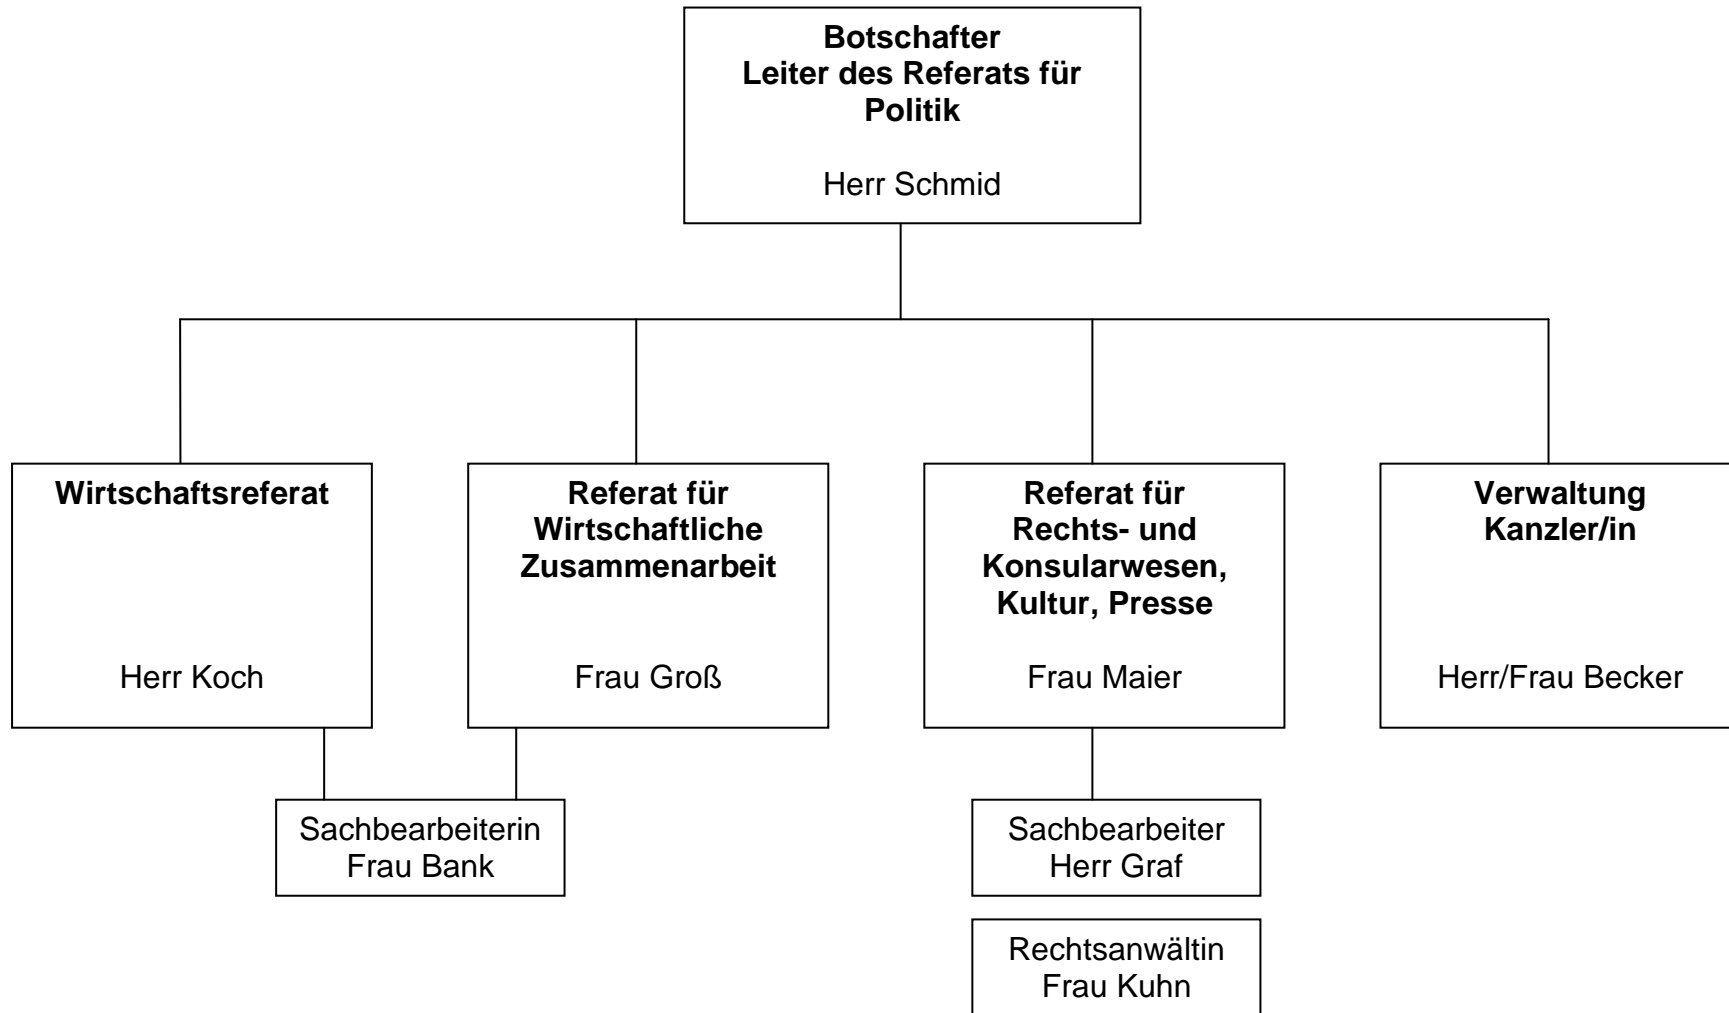 Botschafter
Leiter des Referats für
Politik
Herr Schmid
Wirtschaftsreferat
Herr Koch
Referat für
Wirtschaftliche
Zusammenarbeit
Frau Groß
Referat für
Rechts- und
Konsularwesen,
Kultur, Presse
Frau Maier
Verwaltung
Kanzler/in
Herr/Frau Becker
Sachbearbeiterin
Frau Bank
Sachbearbeiter
Herr Graf
Rechtsanwältin
Frau Kuhn